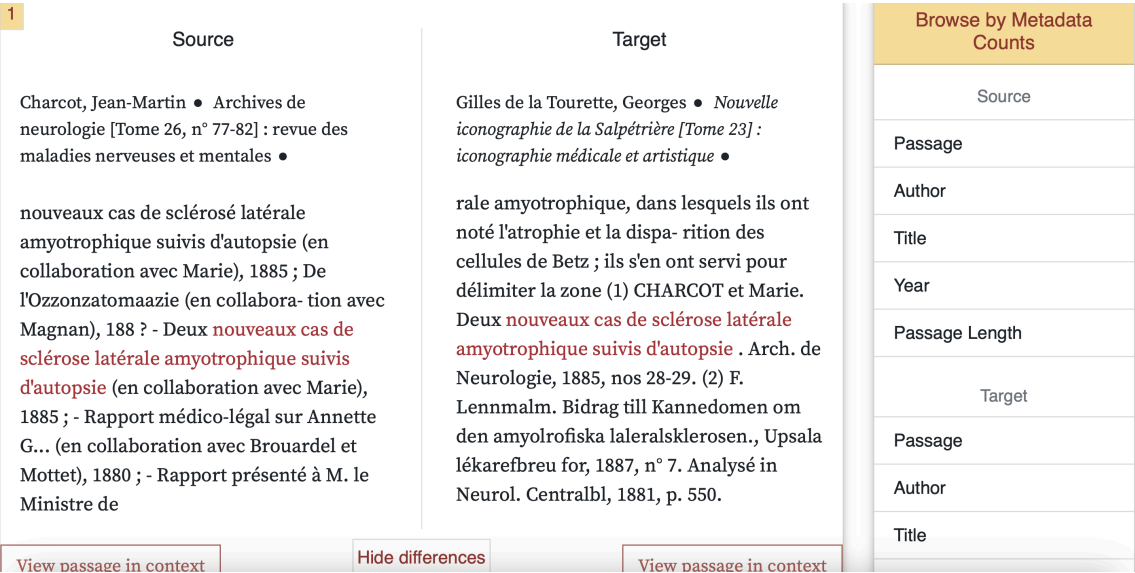 1
Source
Charcot, Jean-Martin ● Archives de
neurologie [Tome 26, n° 77-82] : revue des
maladies nerveuses et mentales ●
nouveaux cas de sclérosé latérale
amyotrophique suivis d'autopsie (en
collaboration avec Marie), 1885 ; De
l'Ozzonzatomaazie (en collabora- tion avec
Magnan), 188 ? - Deux nouveaux cas de
sclérose latérale amyotrophique suivis
d'autopsie (en collaboration avec Marie),
1885 ; - Rapport médico-légal sur Annette
G... (en collaboration avec Brouardel et
Mottet), 1880 ; - Rapport présenté à M. le
Ministre de
View passage in context
Target
Gilles de la Tourette, Georges ● Nouvelle
iconographie de la Salpétrière [Tome 23] :
iconographie médicale et artistique ●
rale amyotrophique, dans lesquels ils ont
noté l'atrophie et la dispa- rition des
cellules de Betz ; ils s'en ont servi pour
délimiter la zone (1) CHARCOT et Marie.
Deux nouveaux cas de sclérose latérale
amyotrophique suivis d'autopsie . Arch. de
Neurologie, 1885, nos 28-29. (2) F.
Lennmalm. Bidrag till Kannedomen om
den amyolrofiska laleralsklerosen., Upsala
lékarefbreu for, 1887, n° 7. Analysé in
Neurol. Centralbl, 1881, p. 550.
Hide differences
View passage in context
Browse by Metadata
Counts
Source
Passage
Author
Title
Year
Passage Length
Target
Passage
Author
Title